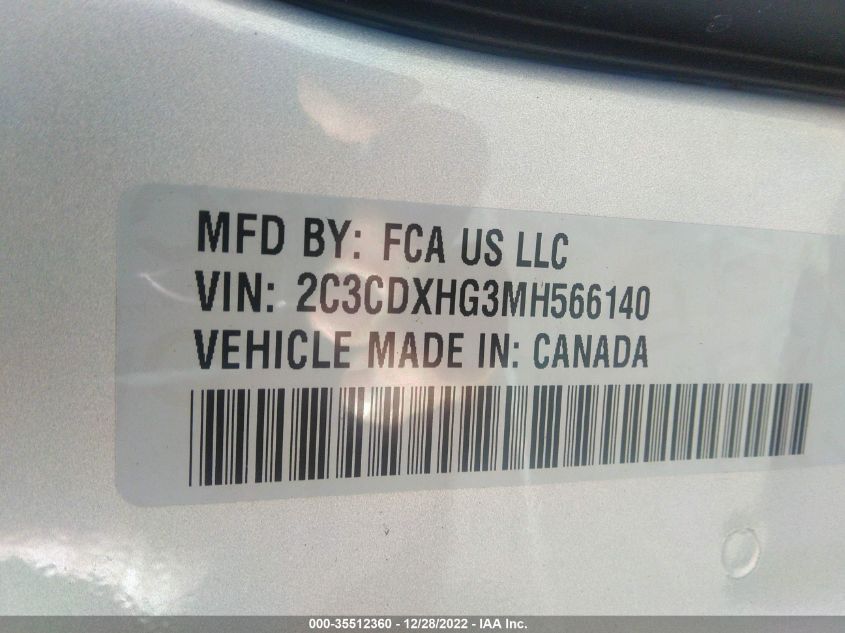 MFD BY: FCA US LLC
VIN: 2C3CDXHG3MH566140
VEHICLE MADE IN: CANADA
000-35512360 - 12/28/2022 - IAA Inc.